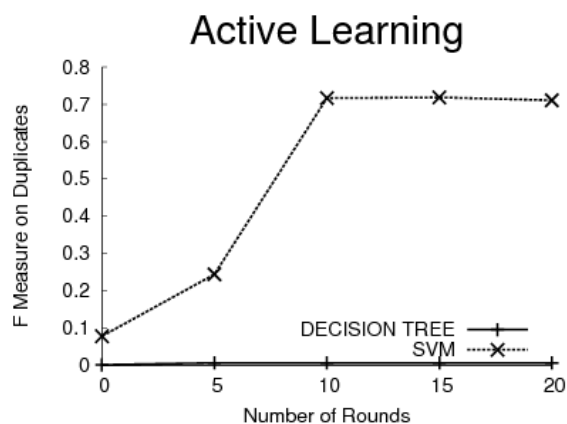 Active Learning
F Measure on Duplicates
0.8
0.7
0.6
0.5
0.4
0.3
0.2
0.1
0
DECISION TREE
SVM
0 5 10 15 20
Number of Rounds